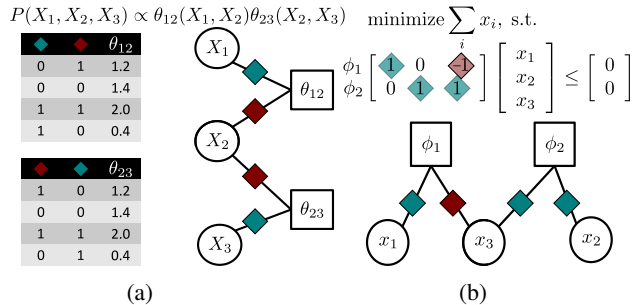 P(X₁, X₂, X₃) ∝ θ₁₂(X₁, X₂)θ₂₃(X₂, X₃)
θ₁₂
0 1 1.2
0 0 1.4
1 1 2.0
1 0 0.4
θ₂₃
1 0 1.2
0 0 1.4
1 1 2.0
0 1 0.4
X₁
θ₁₂
X₂
θ₂₃
X₃
(a)
minimize ∑ᵢ xᵢ, s.t.
ϕ₁ [ 1 0 -1 ] [ x₁ ] ≤ [ 0 ]
ϕ₂ [ 0 1 1 ] [ x₂ ] [ 0 ]
[ x₃ ]
ϕ₁ ϕ₂
x₁ x₃ x₂
(b)